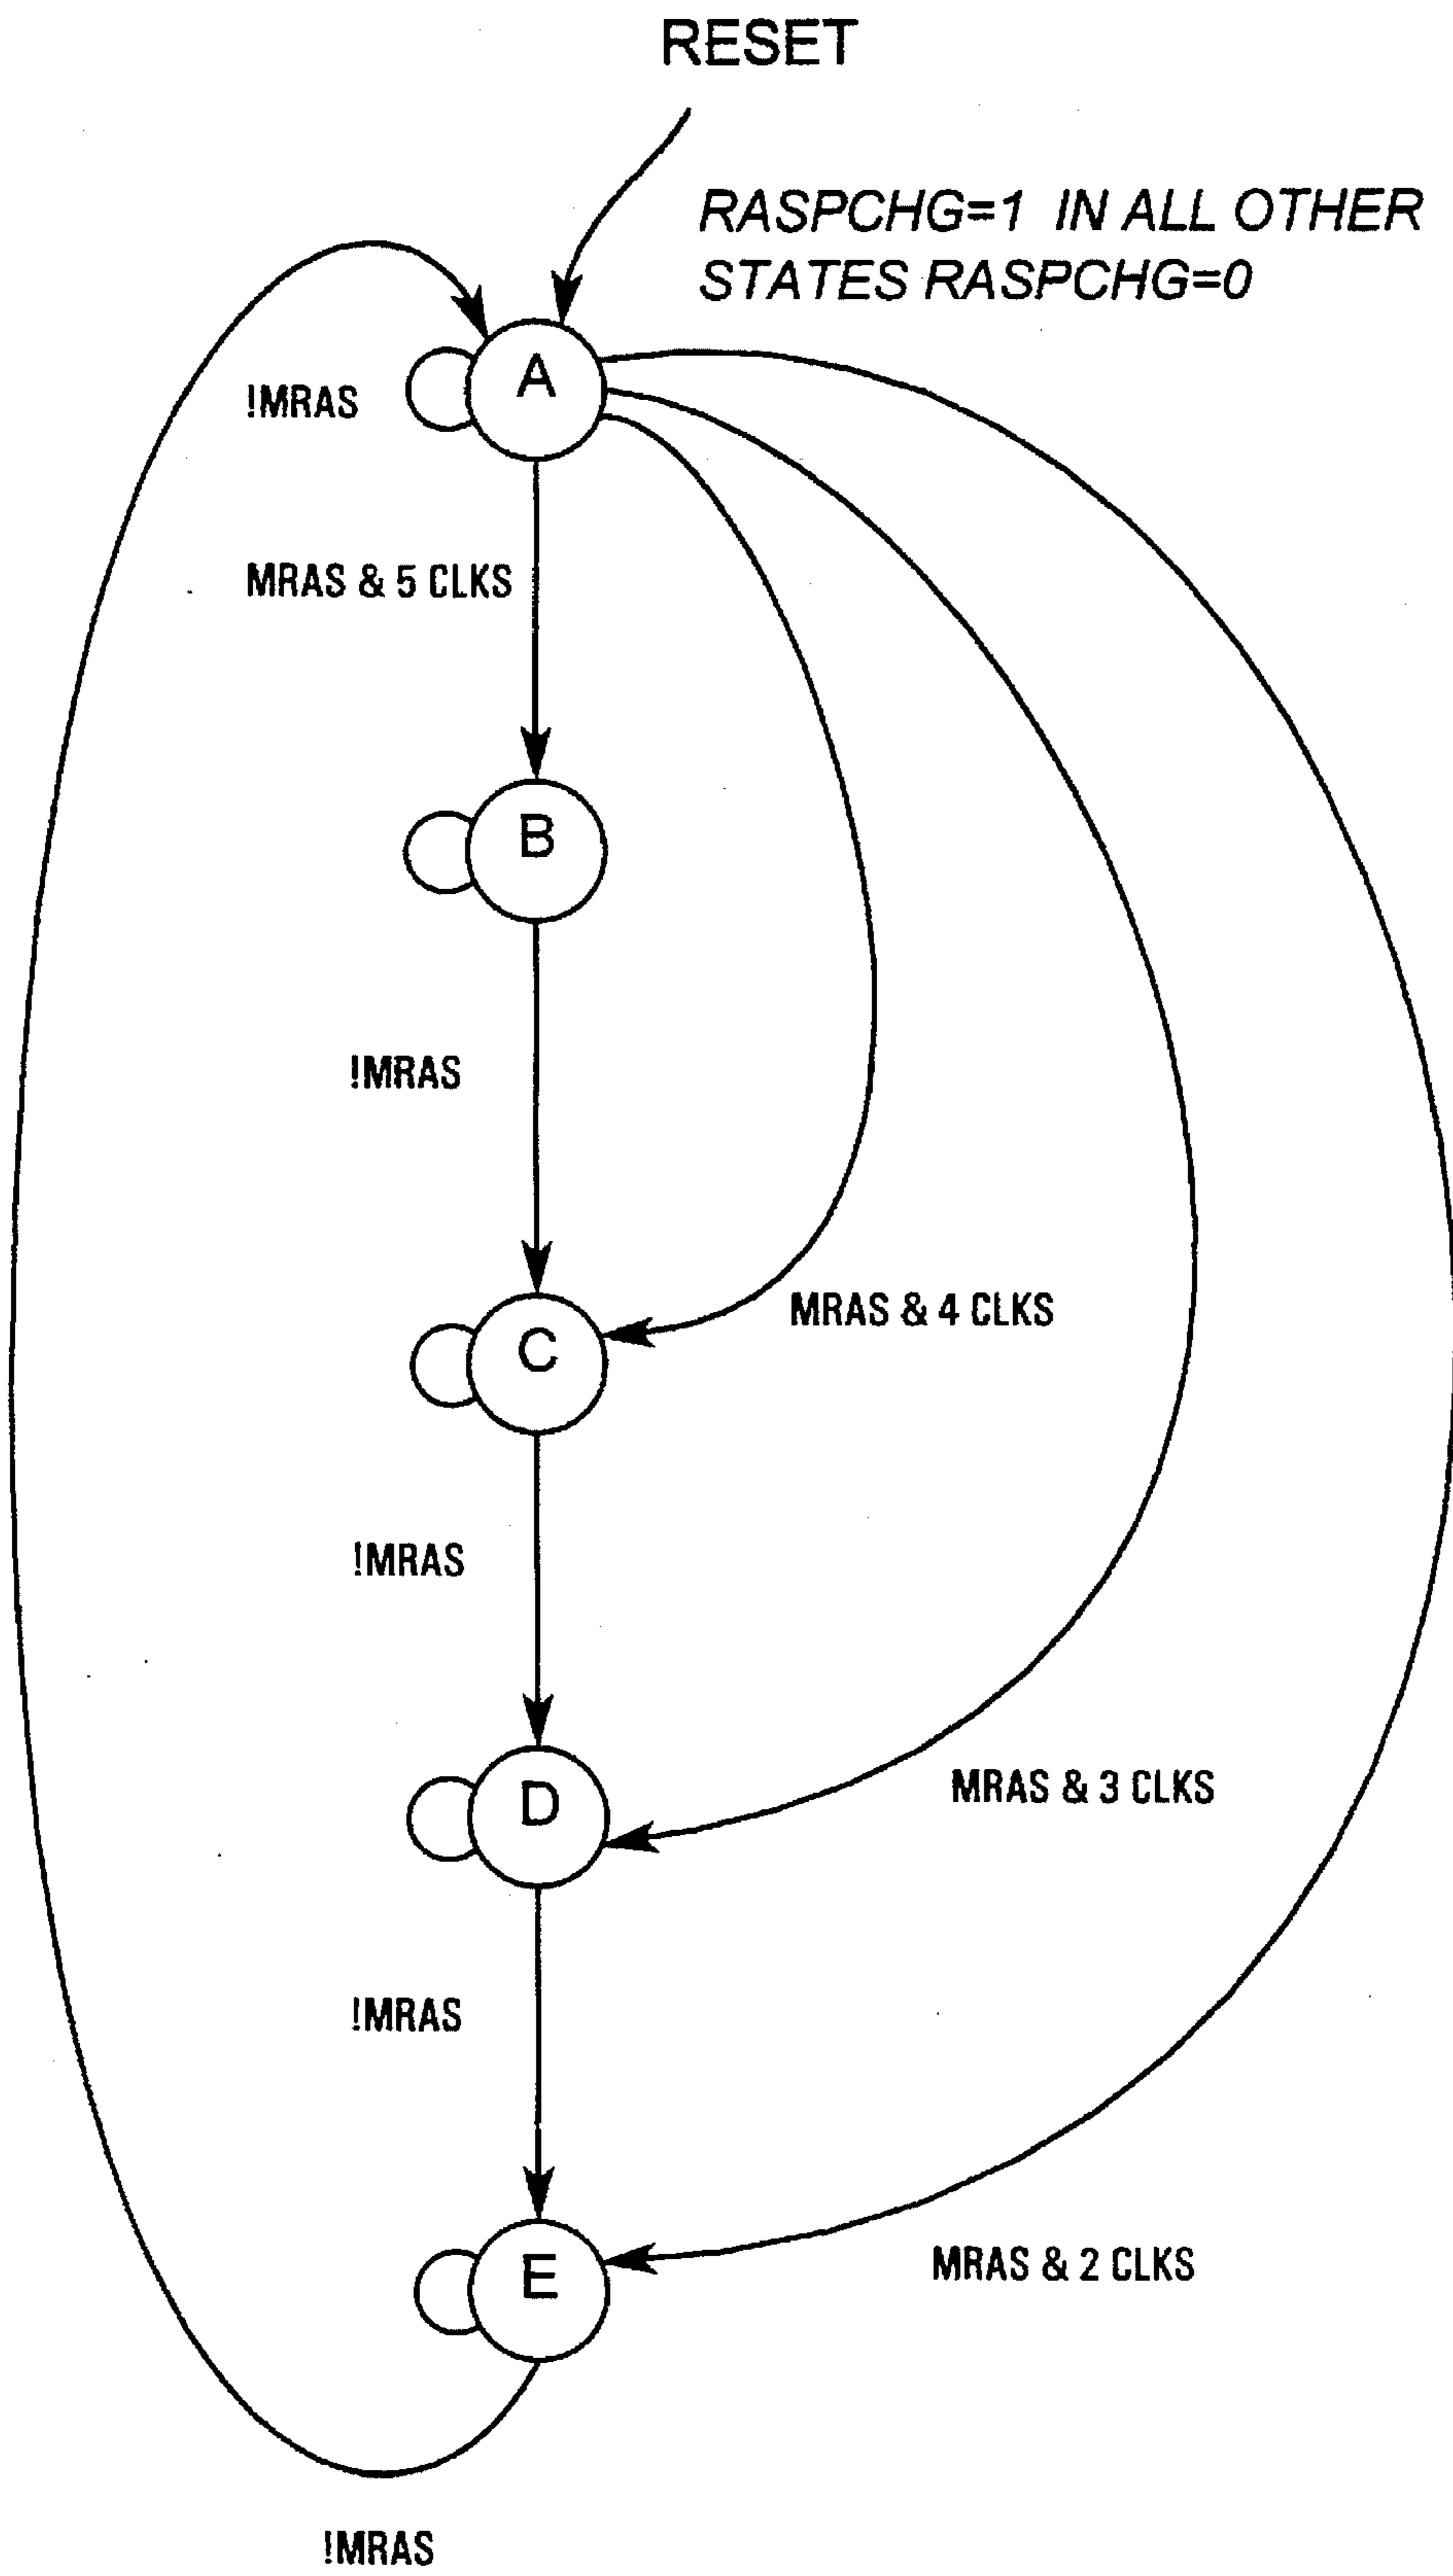 RESET
RASPCHG=1 IN ALL OTHER
STATES RASPCHG=0
A
!MRAS
MRAS & 5 CLKS
B
!MRAS
MRAS & 4 CLKS
C
!MRAS
MRAS & 3 CLKS
D
!MRAS
MRAS & 2 CLKS
E
!MRAS